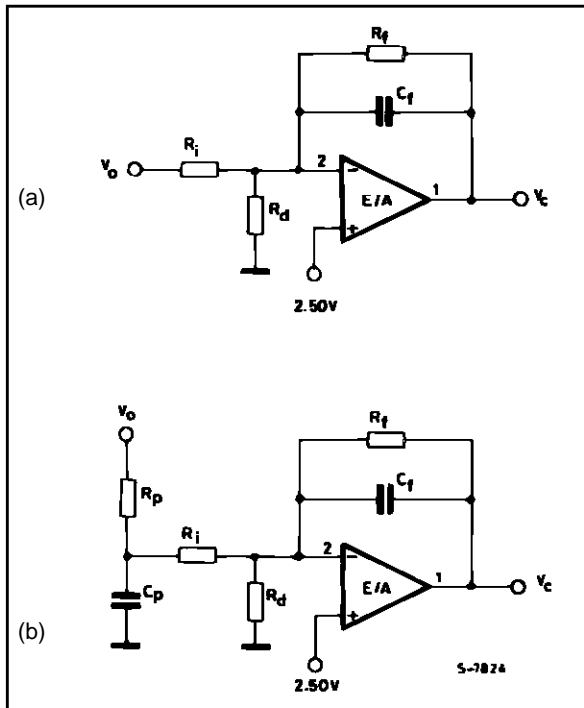 Rf
Cf
Ri
Vo
2
1
E/A
Vc
(a)
Rd
2.50V
Vo
Rf
Rp
Cf
Ri
2
1
Cp
Rd
E/A
Vc
(b)
2.50V
S-7824